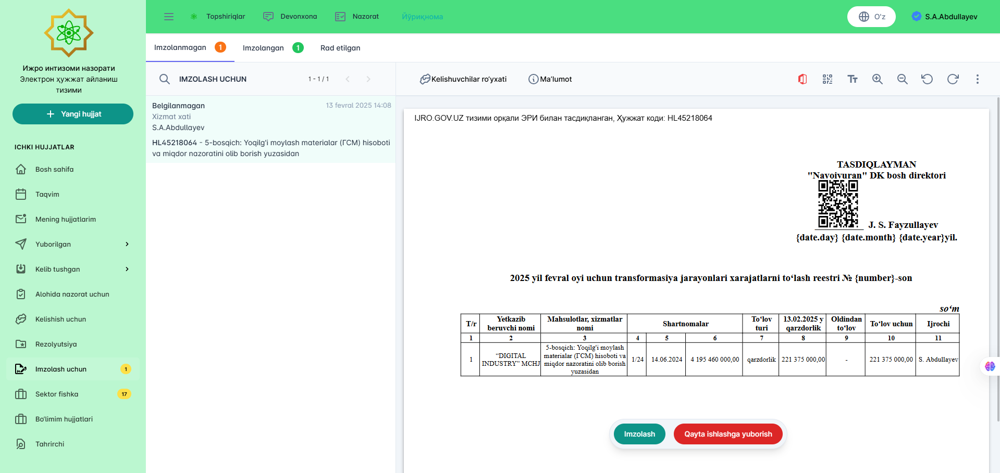 Ижро интизоми назорати
Электрон ҳужжат айланиш
тизими
Yangi hujjat
ICHKI HUJJATLAR
Bosh sahifa
Taqvim
Mening hujjatlarim
Yuborilgan
Kelib tushgan
Alohida nazorat uchun
Kelishish uchun
Rezolyutsiya
Imzolash uchun 1
Sektor fishka 17
Bo‘limim hujjatlari
Tahrirchi
Topshiriqlar Devonxona Nazorat Йўриқнома O'z S.A.Abdullayev
Imzolanmagan 1 Imzolangan 1 Rad etilgan
IMZOLASH UCHUN 1 - 1 / 1
Belgilanmagan 13 fevral 2025 14:08
Xizmat xati
S.A.Abdullayev
HL45218064 - 5-bosqich: Yoqilg'i moylash materialar (ГСМ) hisoboti
va miqdor nazoratini olib borish yuzasidan
Kelishuvchilar ro‘yxati Ma’lumot
IJRO.GOV.UZ тизими орқали ЭРИ билан тасдиқланган, Ҳужжат коди: HL45218064
TASDIQLAYMAN
"Navoiyuran" DK bosh direktori
J. S. Fayzullayev
{date.day} {date.month} {date.year}yil.
2025 yil fevral oyi uchun transformasiya jarayonlari xarajatlarni to‘lash reestri № {number}-son
so‘m
T/r Yetkazib beruvchi nomi Mahsulotlar, xizmatlar nomi Shartnomalar To‘lov turi 13.02.2025 y qarzdorlik Oldindan to‘lov To‘lov uchun Ijrochi
1 2 3 4 5 6 7 8 9 10 11
1 “DIGITAL INDUSTRY” MCHJ 5-bosqich: Yoqilg'i moylash materialar (ГСМ) hisoboti va miqdor nazoratini olib borish yuzasidan 1/24 14.06.2024 4 195 460 000,00 qarzdorlik 221 375 000,00 - 221 375 000,00 S. Abdullayev
Imzolash Qayta ishlashga yuborish